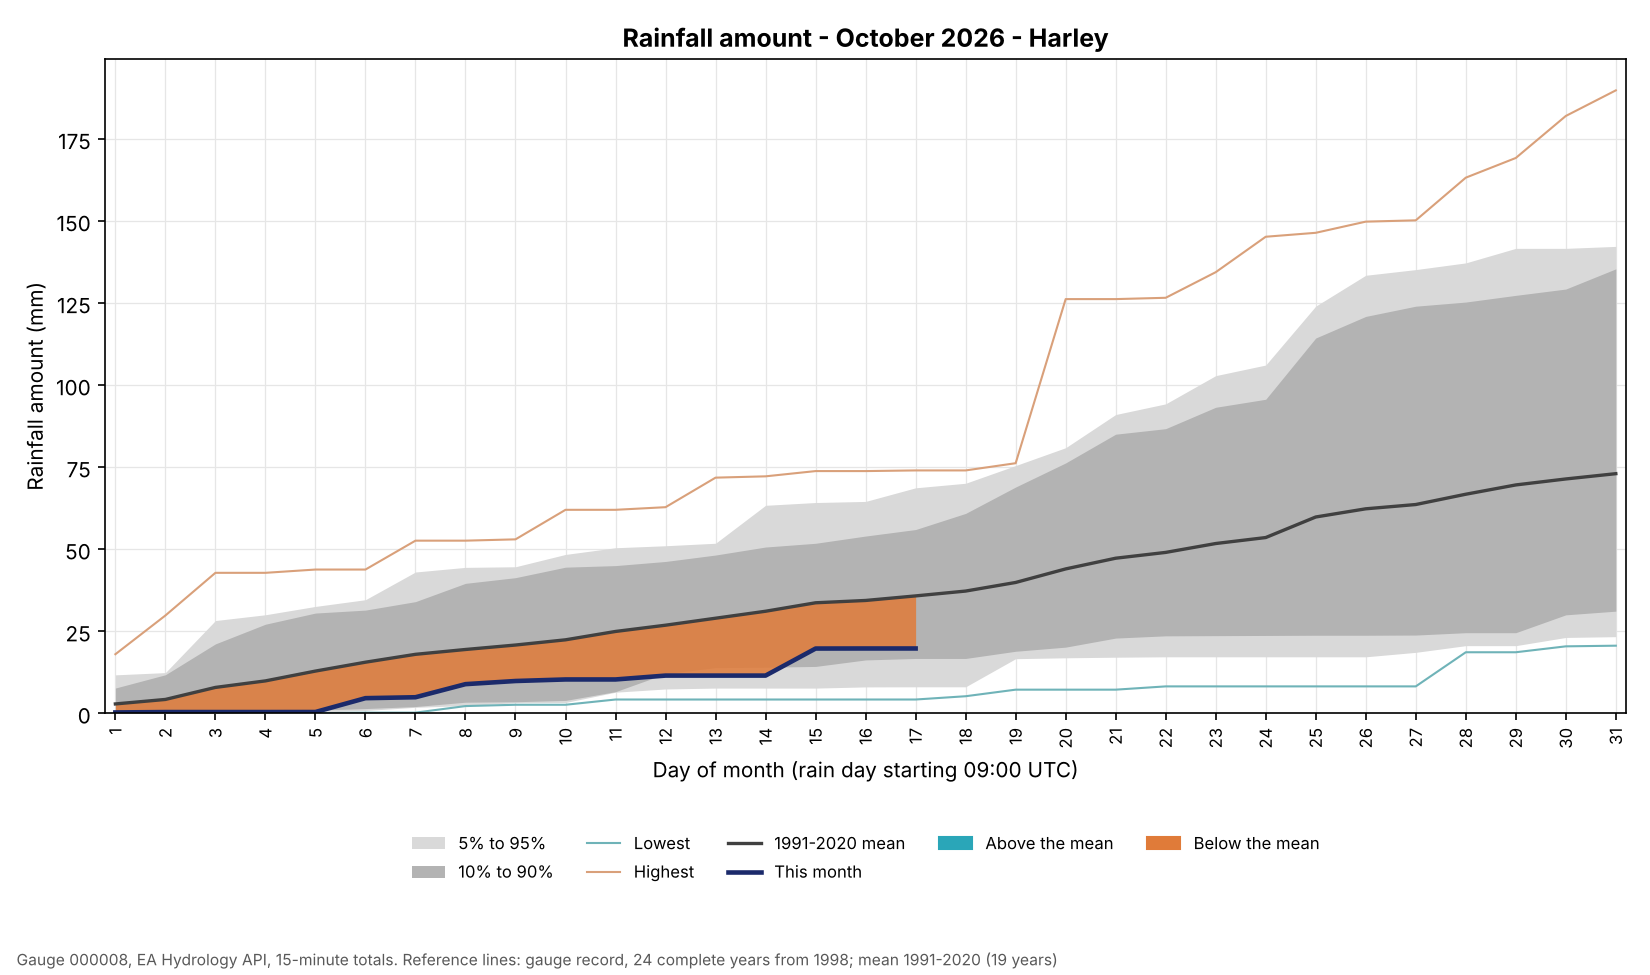 Rainfall amount - October 2026 - Harley
Rainfall amount (mm)
175
150
125
100
75
50
25
0
1 2 3 4 5 6 7 8 9 10 11 12 13 14 15 16 17 18 19 20 21 22 23 24 25 26 27 28 29 30 31
Day of month (rain day starting 09:00 UTC)
5% to 95% Lowest 1991-2020 mean Above the mean Below the mean
10% to 90% Highest This month
Gauge 000008, EA Hydrology API, 15-minute totals. Reference lines: gauge record, 24 complete years from 1998; mean 1991-2020 (19 years)